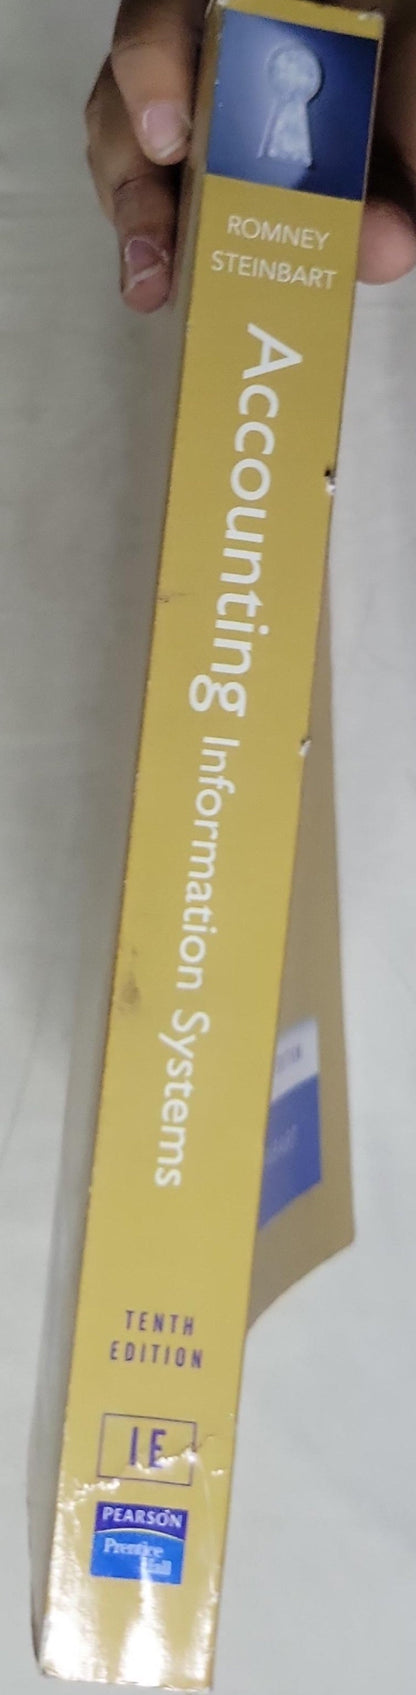 ROMNEY
STEINBART
Accounting Information Systems
TENTH
EDITION
IE
PEARSON
Prentice
Hall